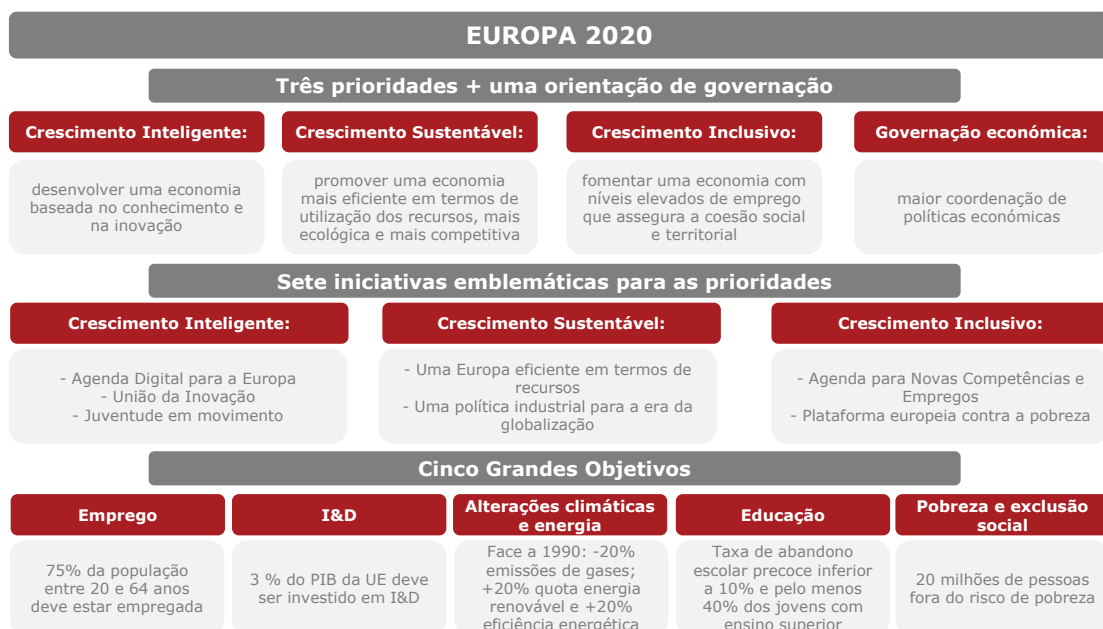 EUROPA 2020
Três prioridades + uma orientação de governação
Crescimento Inteligente:
desenvolver uma economia
baseada no conhecimento e
na inovação
Crescimento Sustentável:
promover uma economia
mais eficiente em termos de
utilização dos recursos, mais
ecológica e mais competitiva
Crescimento Inclusivo:
fomentar uma economia com
níveis elevados de emprego
que assegura a coesão social
e territorial
Governação económica:
maior coordenação de
políticas económicas
Sete iniciativas emblemáticas para as prioridades
Crescimento Inteligente:
- Agenda Digital para a Europa
- União da Inovação
- Juventude em movimento
Crescimento Sustentável:
- Uma Europa eficiente em termos de
recursos
- Uma política industrial para a era da
globalização
Crescimento Inclusivo:
- Agenda para Novas Competências e
Empregos
- Plataforma europeia contra a pobreza
Cinco Grandes Objetivos
Emprego
75% da população
entre 20 e 64 anos
deve estar empregada
I&D
3 % do PIB da UE deve
ser investido em I&D
Alterações climáticas
e energia
Face a 1990: -20%
emissões de gases;
+20% quota energia
renovável e +20%
eficiência energética
Educação
Taxa de abandono
escolar precoce inferior
a 10% e pelo menos
40% dos jovens com
ensino superior
Pobreza e exclusão
social
20 milhões de pessoas
fora do risco de pobreza